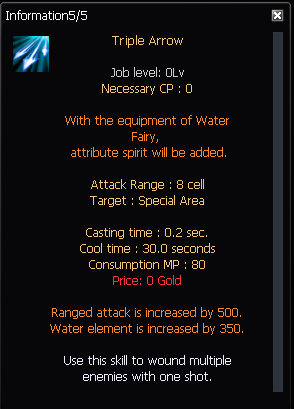 Information5/5
Triple Arrow
Job level: 0Lv
Necessary CP : 0
With the equipment of Water
Fairy,
attribute spirit will be added.
Attack Range : 8 cell
Target : Special Area
Casting time : 0.2 sec.
Cool time : 30.0 seconds
Consumption MP : 80
Price: 0 Gold
Ranged attack is increased by 500.
Water element is increased by 350.
Use this skill to wound multiple
enemies with one shot.